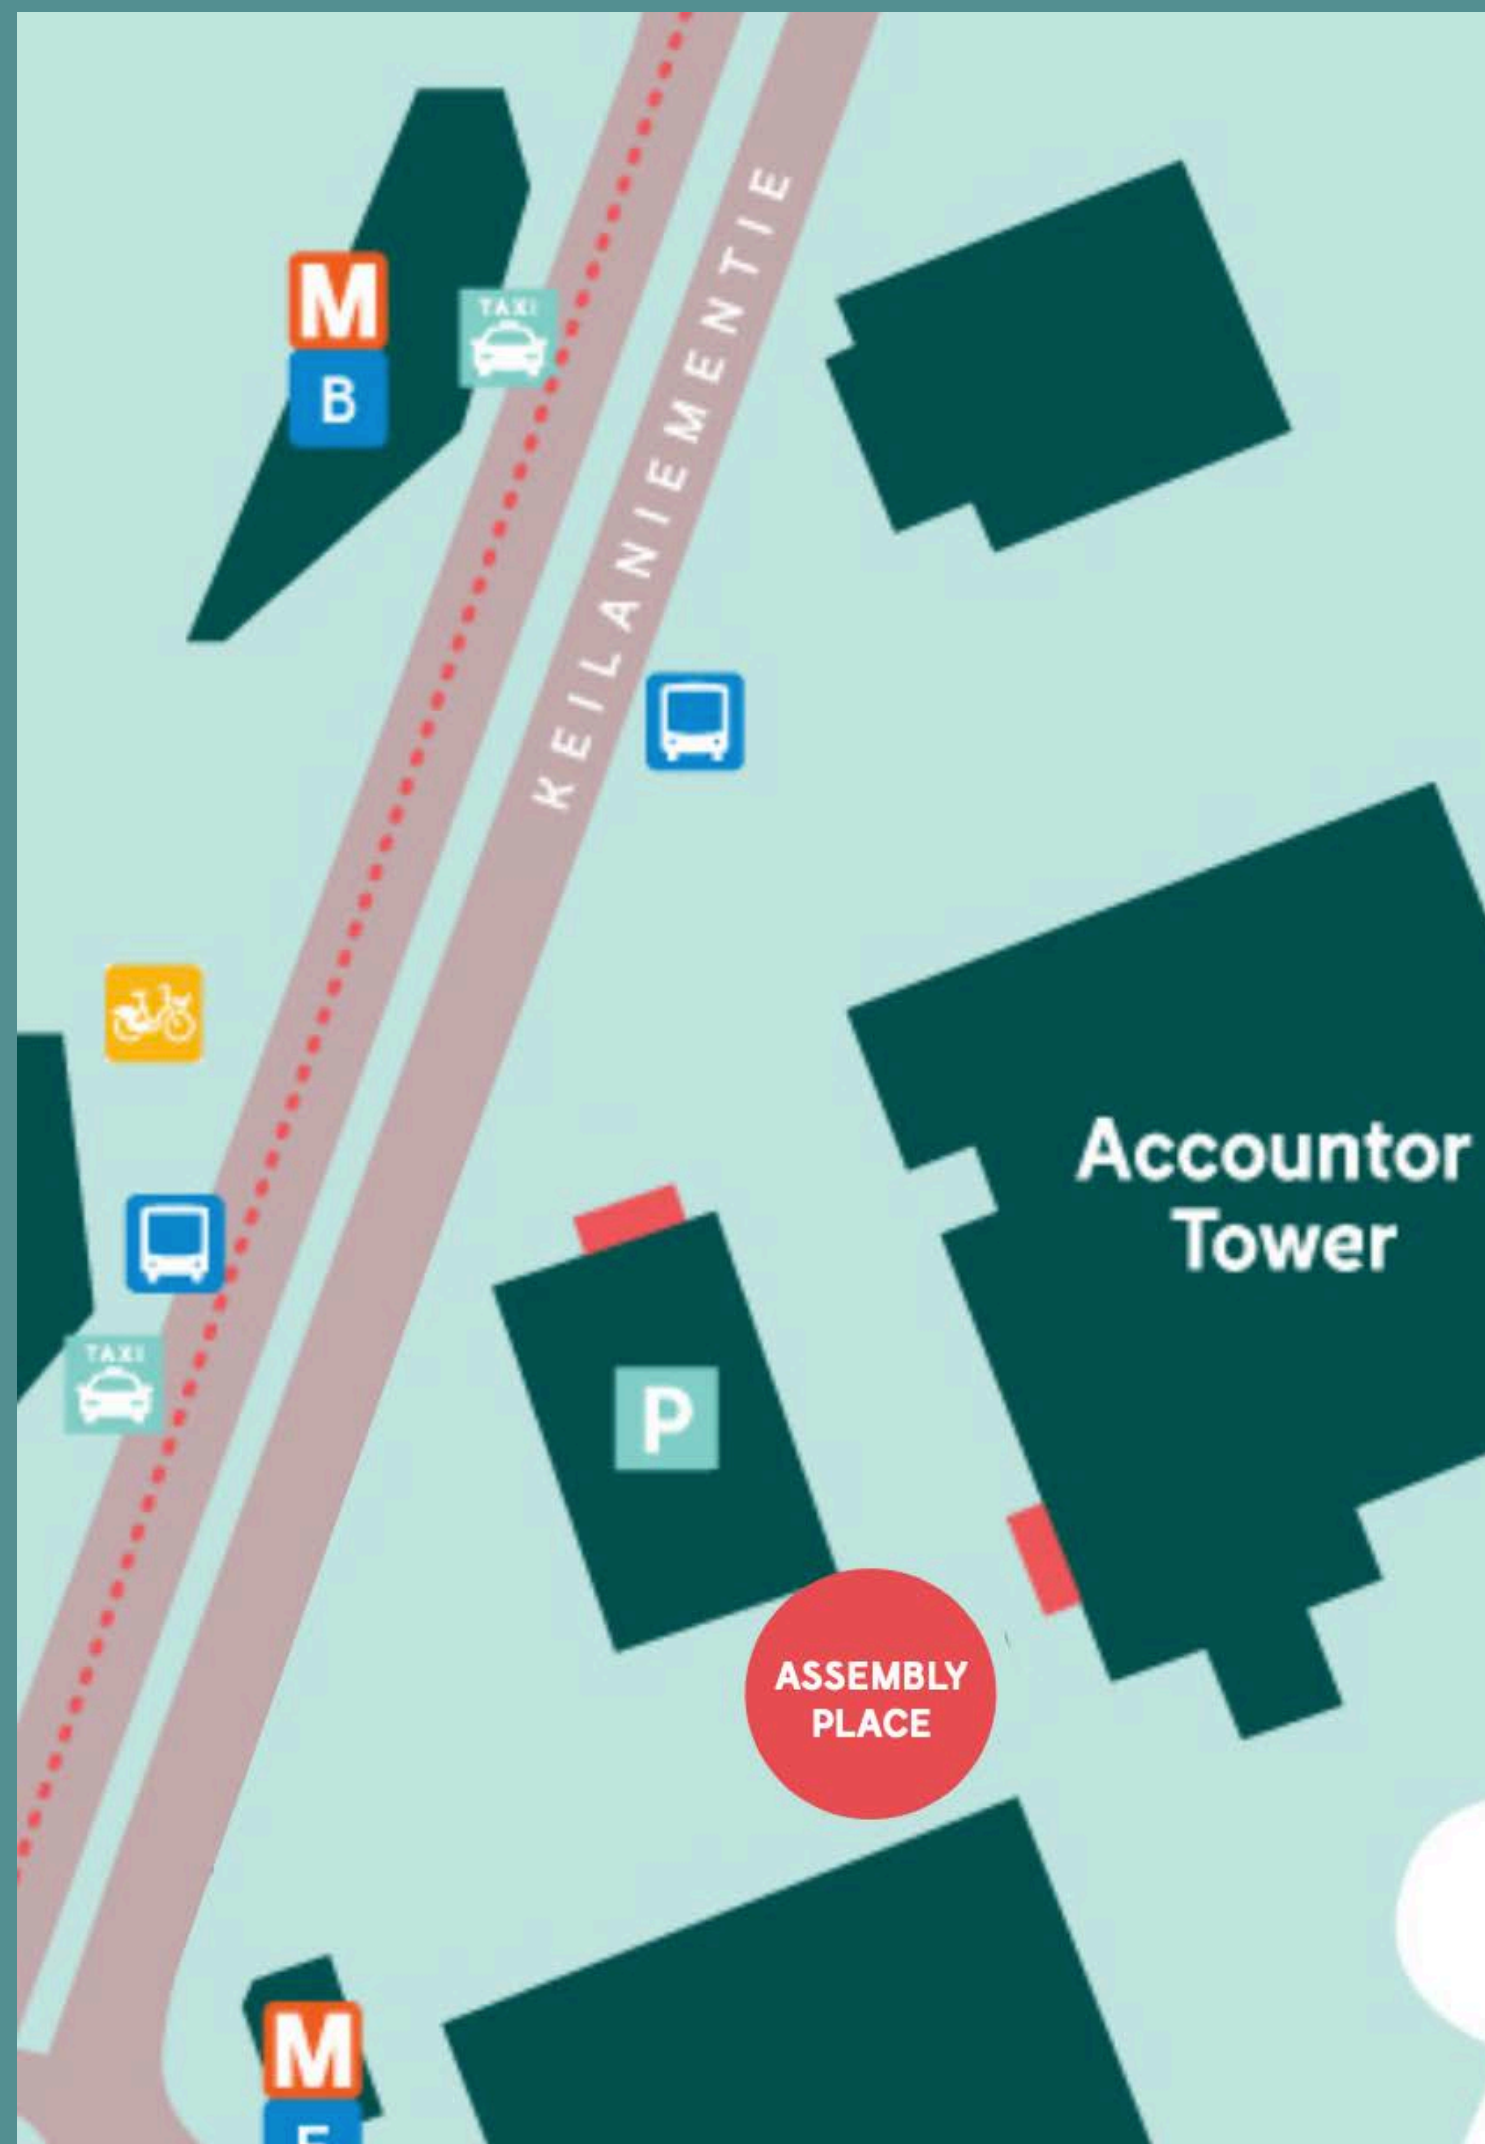 M
B
TAXI
KEILANIEMENTIE
Accountor
Tower
TAXI
P
ASSEMBLY
PLACE
M